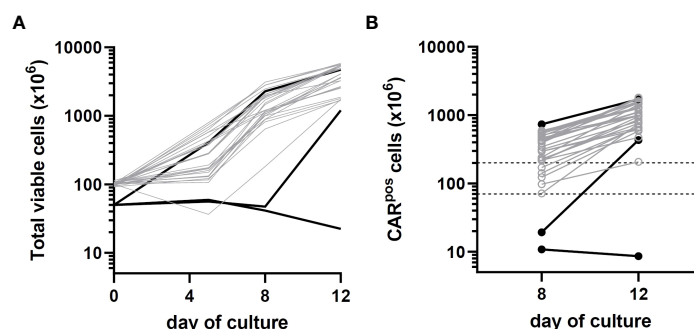 A
Total viable cells (x10⁶)
10000
1000
100
10
0 4 8 12
day of culture
B
CARᵖᵒˢ cells (x10⁶)
10000
1000
100
10
8 12
day of culture